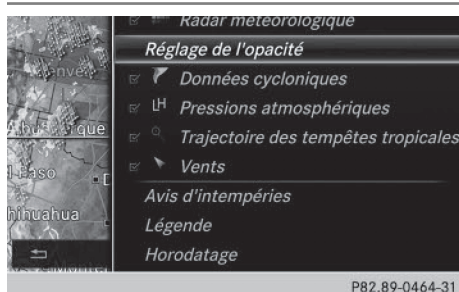 Radar météorologique
Réglage de l'opacité
Données cycloniques
LH Pressions atmosphériques
Trajectoire des tempêtes tropicales
Vents
Avis d'intempéries
Légende
Horodatage
P82.89-0464-31